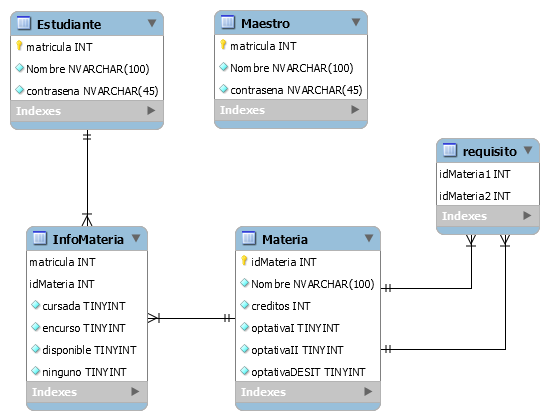 Estudiante
matricula INT
Nombre NVARCHAR(100)
contrasena NVARCHAR(45)
Indexes
Maestro
matricula INT
Nombre NVARCHAR(100)
contrasena NVARCHAR(45)
Indexes
requisito
idMateria1 INT
idMateria2 INT
Indexes
InfoMateria
matricula INT
idMateria INT
cursada TINYINT
encurso TINYINT
disponible TINYINT
ninguno TINYINT
Indexes
Materia
idMateria INT
Nombre NVARCHAR(100)
creditos INT
optativaI TINYINT
optativaII TINYINT
optativaDESIT TINYINT
Indexes